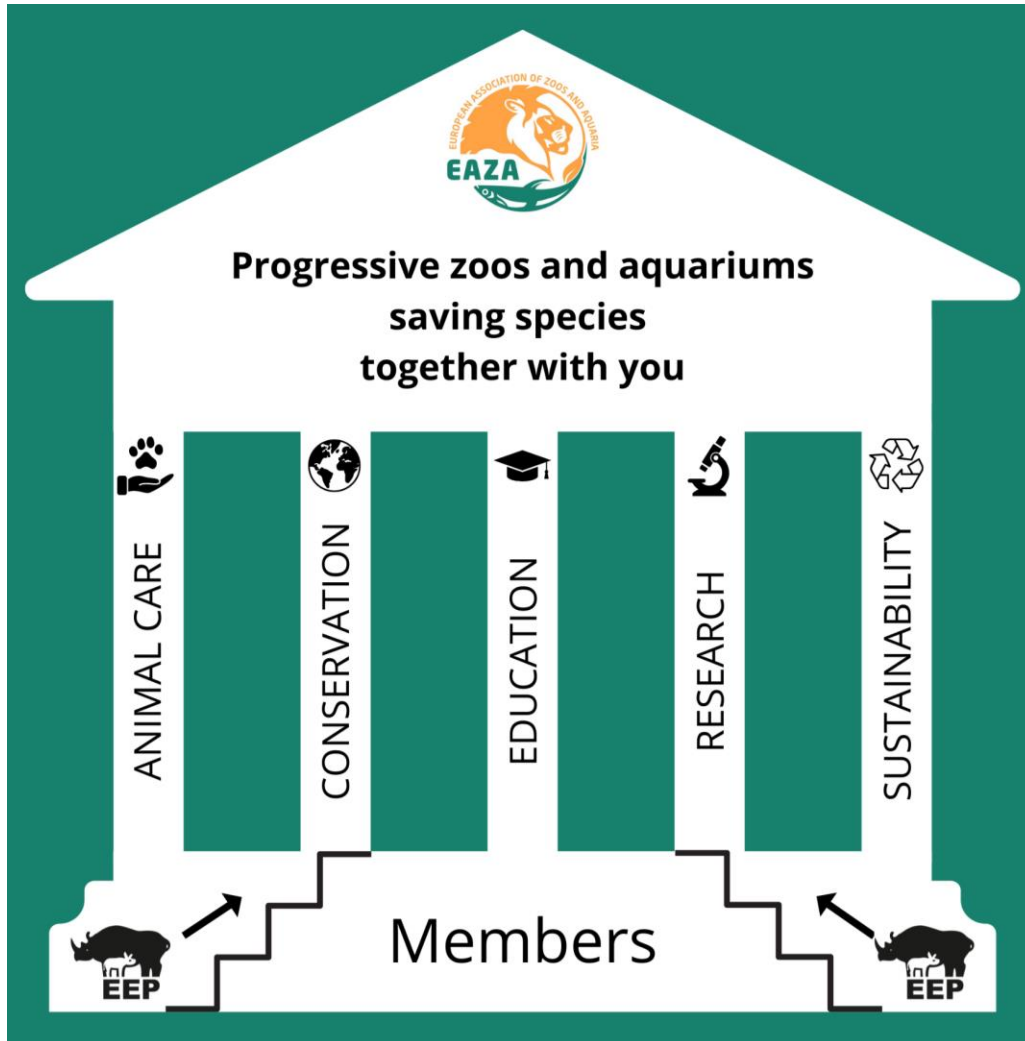 EUROPEAN ASSOCIATION OF ZOOS AND AQUARIA
EAZA
Progressive zoos and aquariums
saving species
together with you
ANIMAL CARE
CONSERVATION
EDUCATION
RESEARCH
SUSTAINABILITY
Members
EEP
EEP